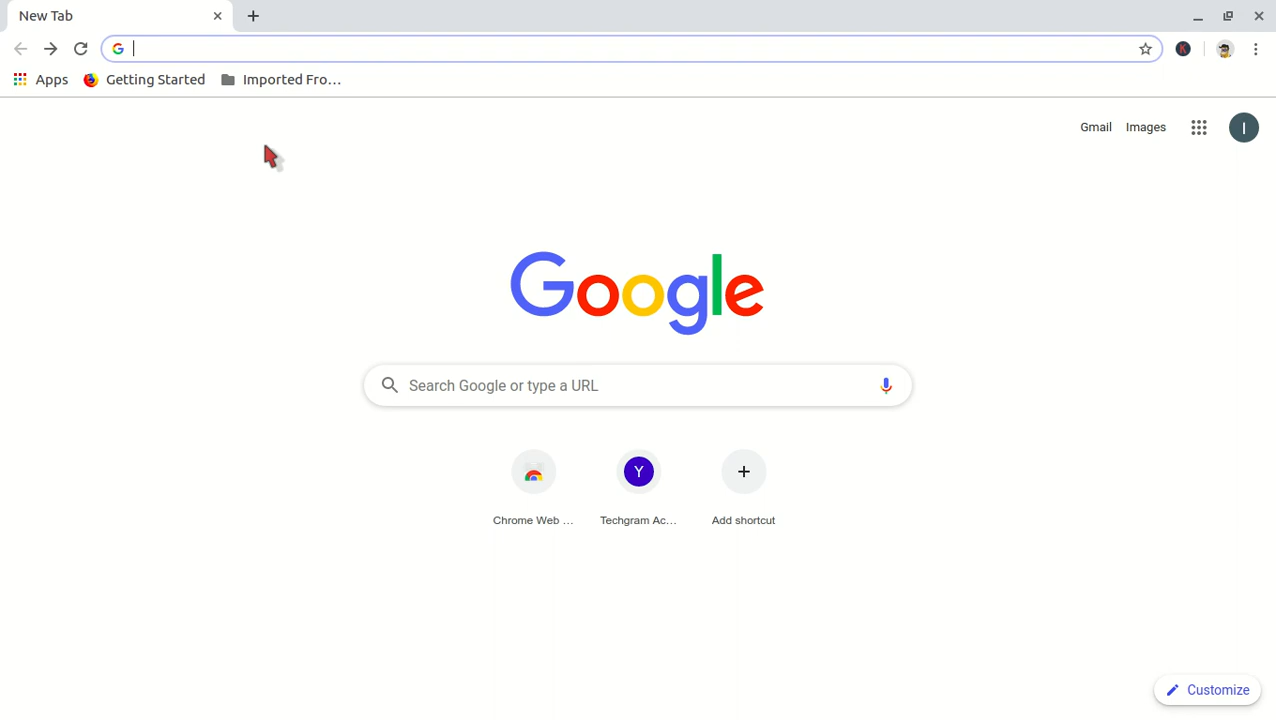 New Tab
K
Apps
Getting Started
Imported Fro...
Gmail
Images
I
Google
Search Google or type a URL
Y
Chrome Web ...
Techgram Ac...
Add shortcut
Customize